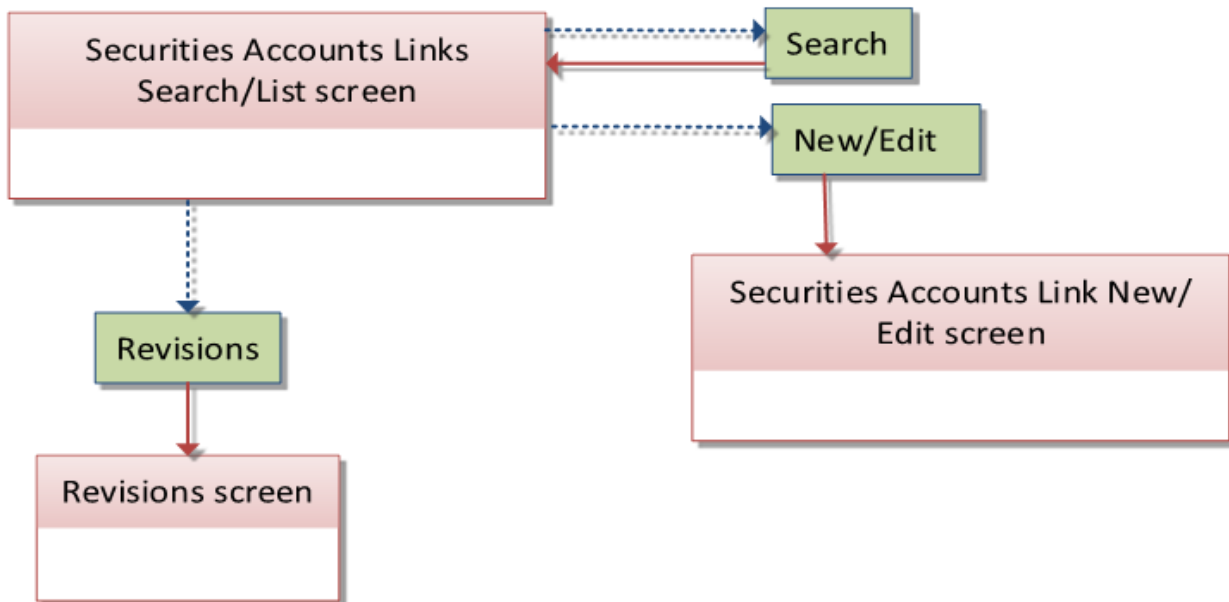 Securities Accounts Links
Search/List screen
Search
New/Edit
Securities Accounts Link New/
Edit screen
Revisions
Revisions screen